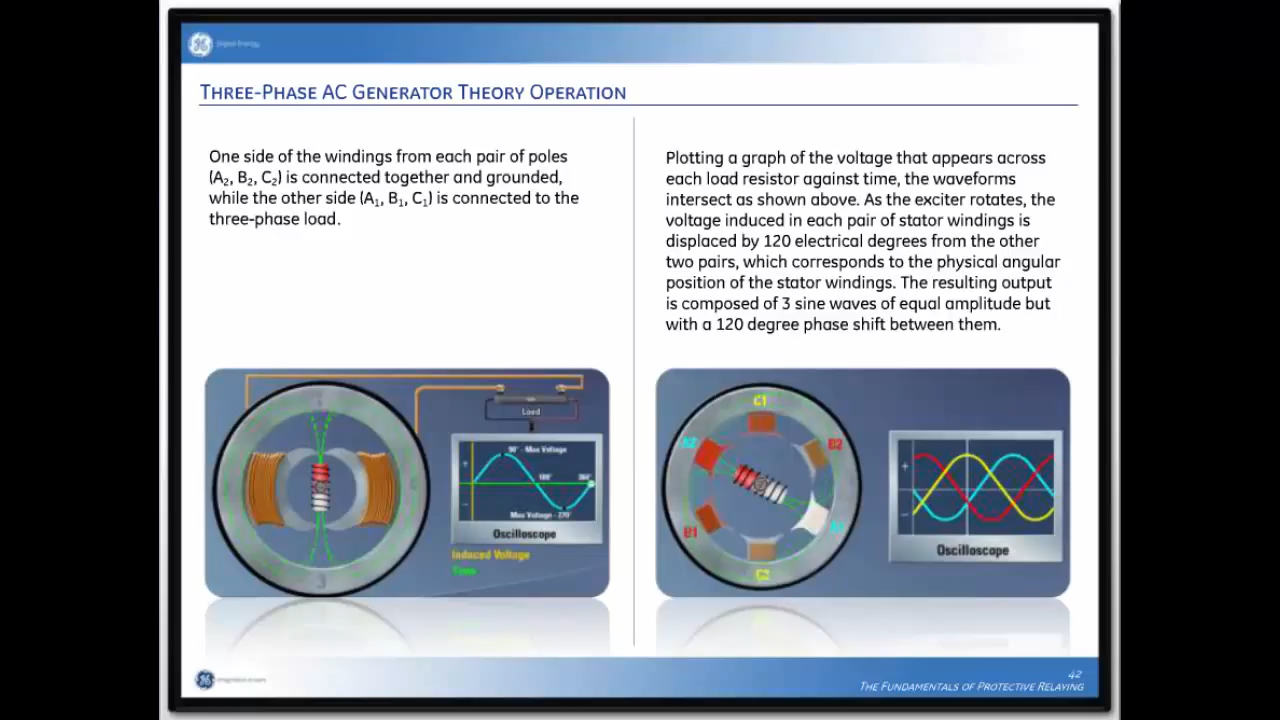 Digital Energy
THREE-PHASE AC GENERATOR THEORY OPERATION
One side of the windings from each pair of poles
(A2, B2, C2) is connected together and grounded,
while the other side (A1, B1, C1) is connected to the
three-phase load.
Plotting a graph of the voltage that appears across
each load resistor against time, the waveforms
intersect as shown above. As the exciter rotates, the
voltage induced in each pair of stator windings is
displaced by 120 electrical degrees from the other
two pairs, which corresponds to the physical angular
position of the stator windings. The resulting output
is composed of 3 sine waves of equal amplitude but
with a 120 degree phase shift between them.
Load
90° - Max Voltage
+
180°
360°
-
Max Voltage - 270°
Oscilloscope
Induced Voltage
Time
C1
A2
B2
B1
A1
C2
+
-
Oscilloscope
42
THE FUNDAMENTALS OF PROTECTIVE RELAYING